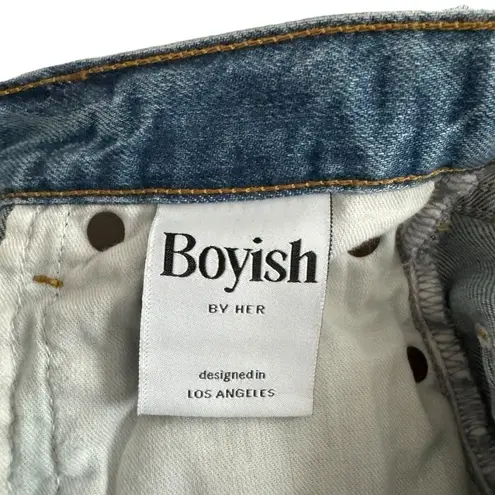 Boyish
BY HER
designed in
LOS ANGELES